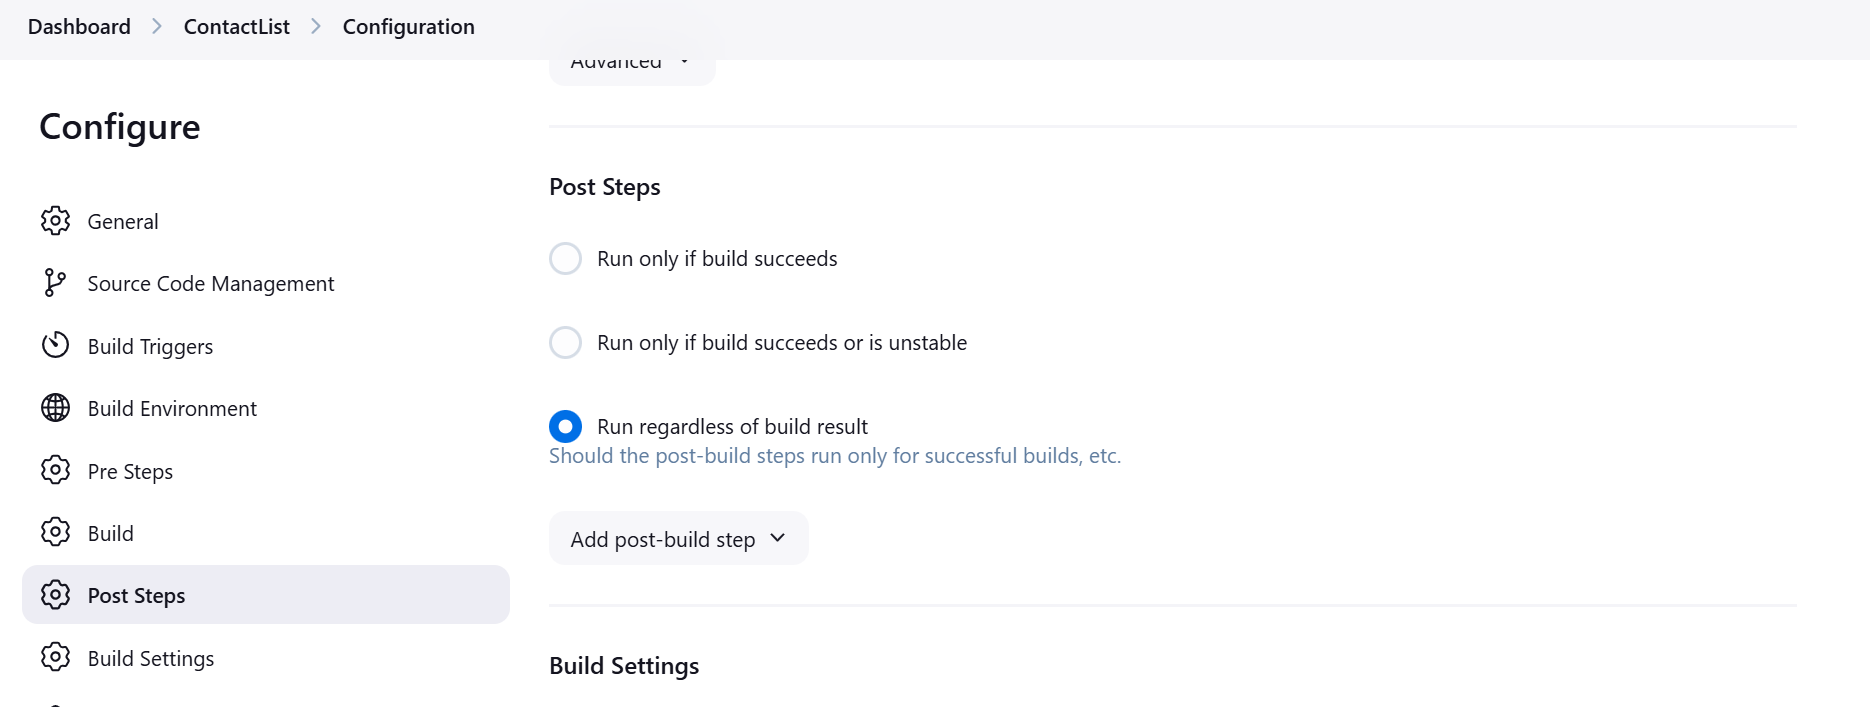 Dashboard > ContactList > Configuration
Advanced
Configure
General
Source Code Management
Build Triggers
Build Environment
Pre Steps
Build
Post Steps
Build Settings
Post Steps
Run only if build succeeds
Run only if build succeeds or is unstable
Run regardless of build result
Should the post-build steps run only for successful builds, etc.
Add post-build step
Build Settings